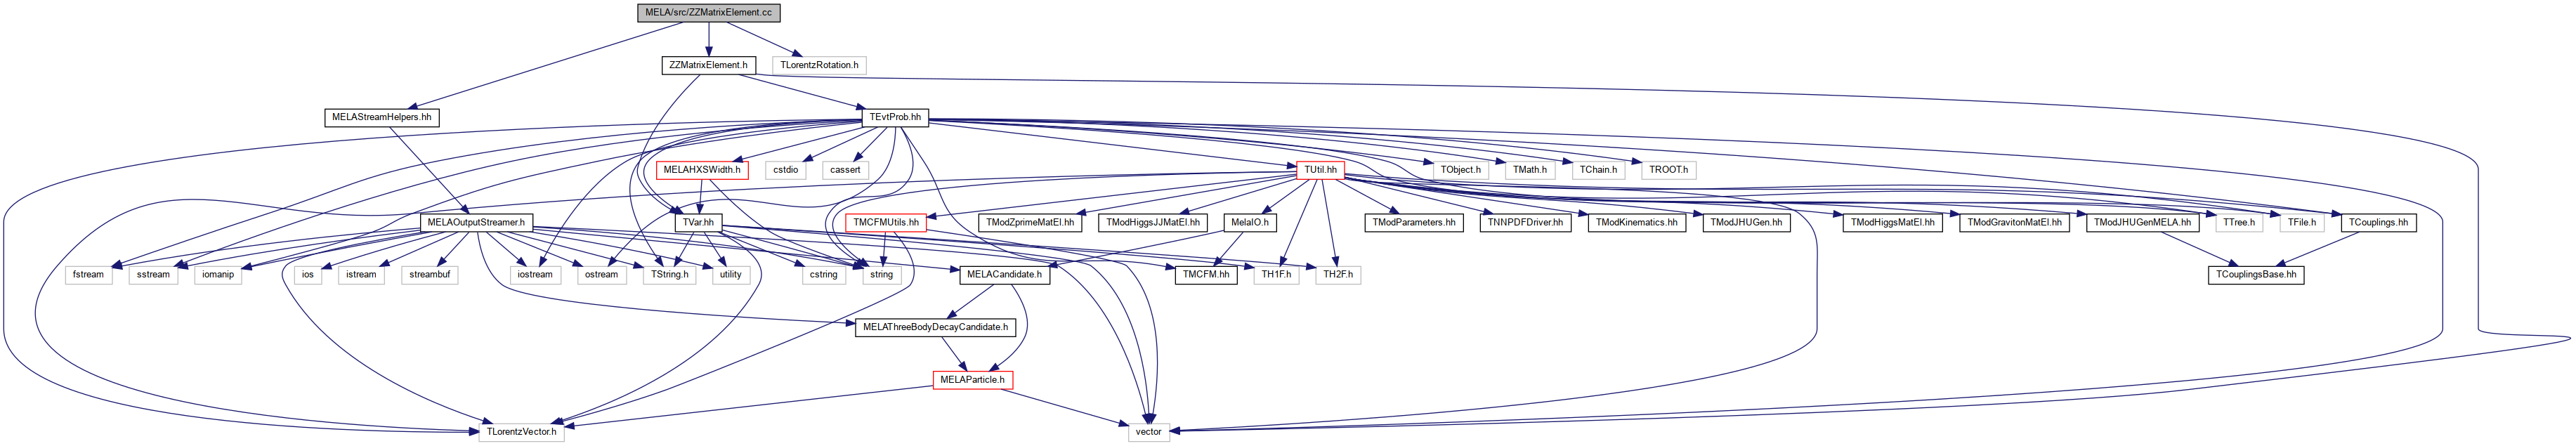 MELA/src/ZZMatrixElement.cc
ZZMatrixElement.h
TLorentzRotation.h
MELAStreamHelpers.hh
TEvtProb.hh
MELAHXSWidth.h
cstdio
cassert
TUtil.hh
TObject.h
TMath.h
TChain.h
TROOT.h
MELAOutputStreamer.h
TVar.hh
TMCFMUtils.hh
TModZprimeMatEl.hh
TModHiggsJJMatEl.hh
MelaIO.h
TModParameters.hh
TNNPDFDriver.hh
TModKinematics.hh
TModJHUGen.hh
TModHiggsMatEl.hh
TModGravitonMatEl.hh
TModJHUGenMELA.hh
TTree.h
TFile.h
TCouplings.hh
fstream
sstream
iomanip
ios
istream
streambuf
iostream
ostream
TString.h
utility
cstring
string
MELACandidate.h
TMCFM.hh
TH1F.h
TH2F.h
TCouplingsBase.hh
MELAThreeBodyDecayCandidate.h
MELAParticle.h
TLorentzVector.h
vector